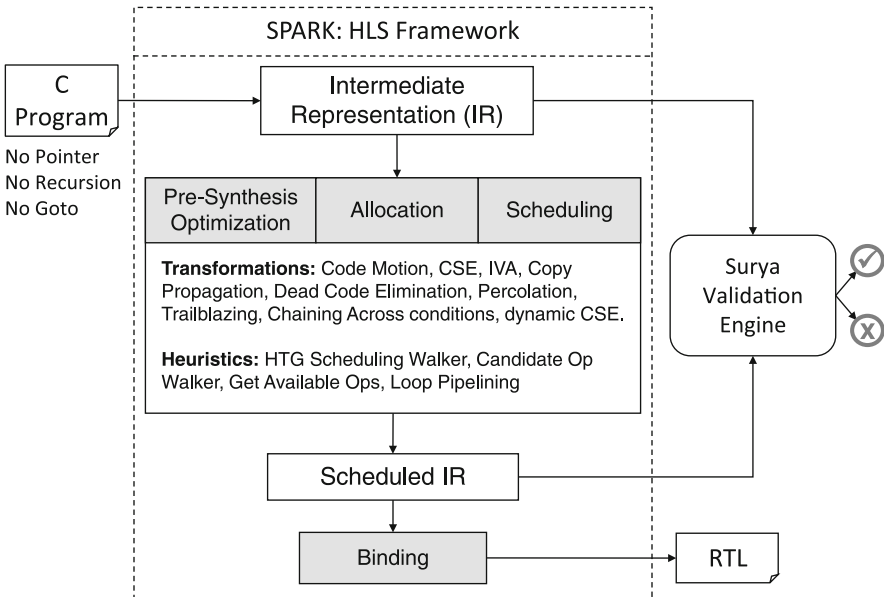 SPARK: HLS Framework
C
Program
No Pointer
No Recursion
No Goto
Intermediate
Representation (IR)
Pre-Synthesis
Optimization
Allocation
Scheduling
Transformations: Code Motion, CSE, IVA, Copy
Propagation, Dead Code Elimination, Percolation,
Trailblazing, Chaining Across conditions, dynamic CSE.
Heuristics: HTG Scheduling Walker, Candidate Op
Walker, Get Available Ops, Loop Pipelining
Surya
Validation
Engine
✓
X
Scheduled IR
Binding
RTL